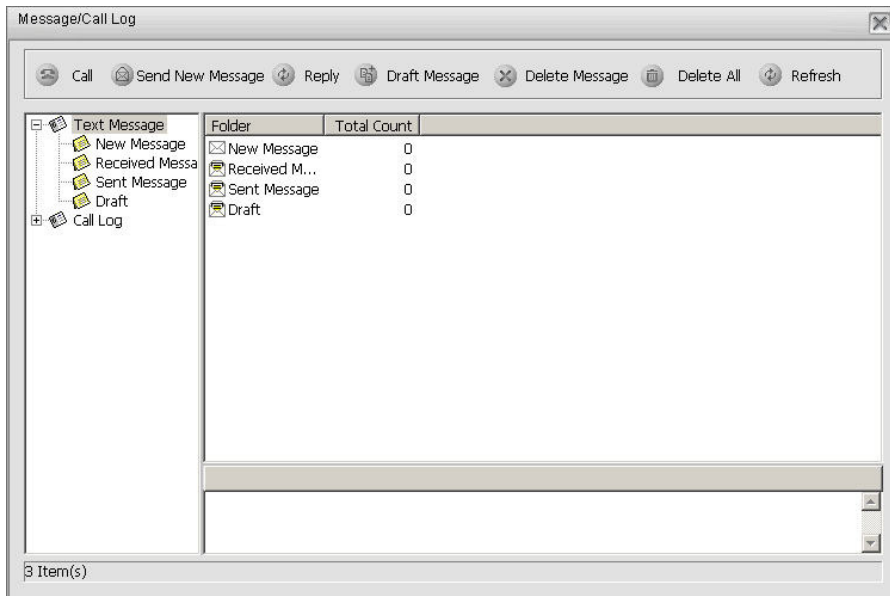 Message/Call Log
Call Send New Message Reply Draft Message Delete Message Delete All Refresh
Text Message
New Message
Received Messa
Sent Message
Draft
Call Log
Folder Total Count
New Message 0
Received M... 0
Sent Message 0
Draft 0
3 Item(s)